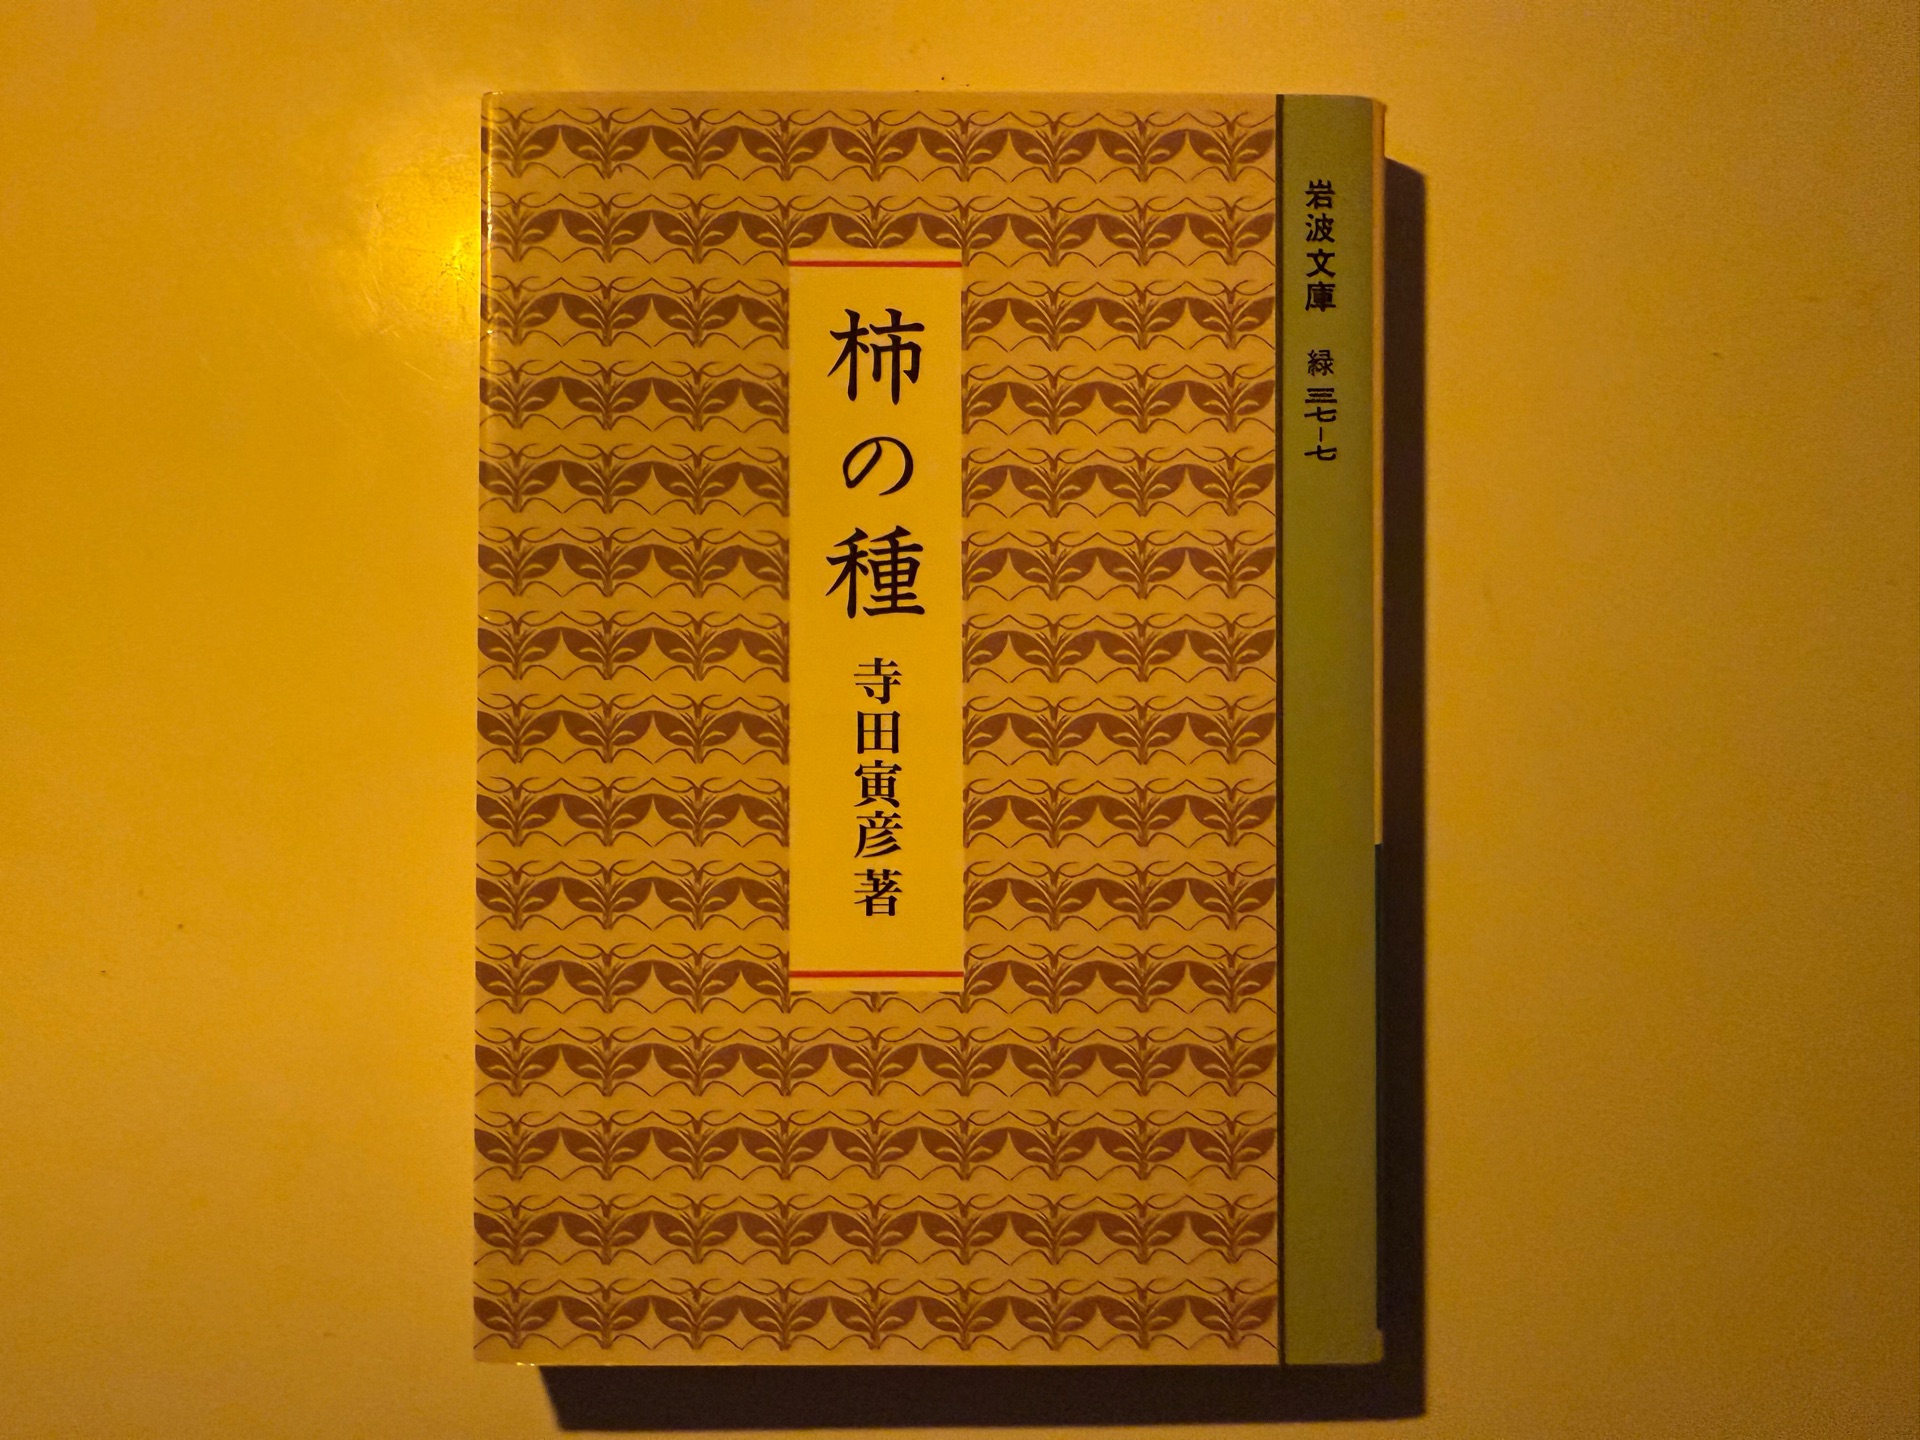 岩波文庫 緑三七-七
柿の種
寺田寅彦著